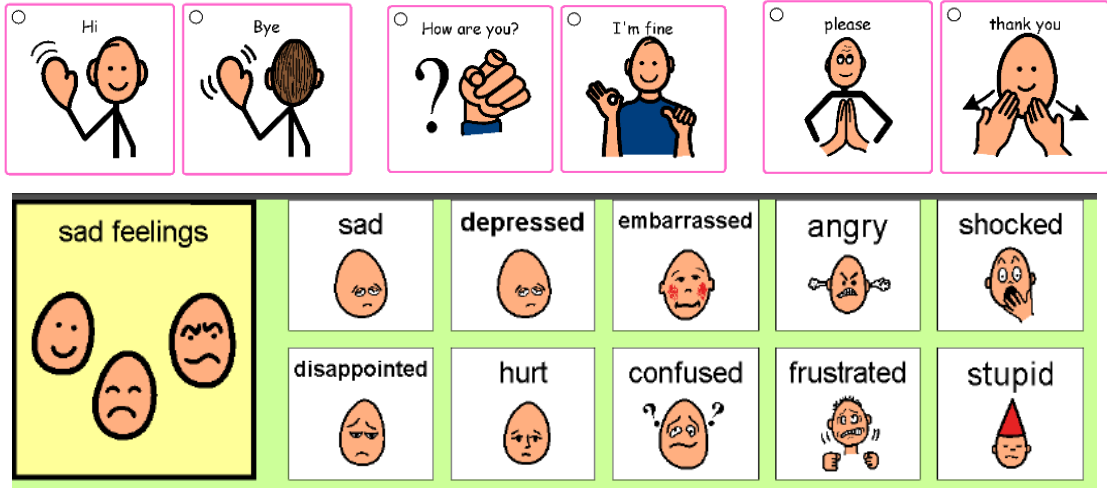 Hi
Bye
How are you?
I'm fine
please
thank you
sad feelings
sad
depressed
embarrassed
angry
shocked
disappointed
hurt
confused
frustrated
stupid
?
? ?